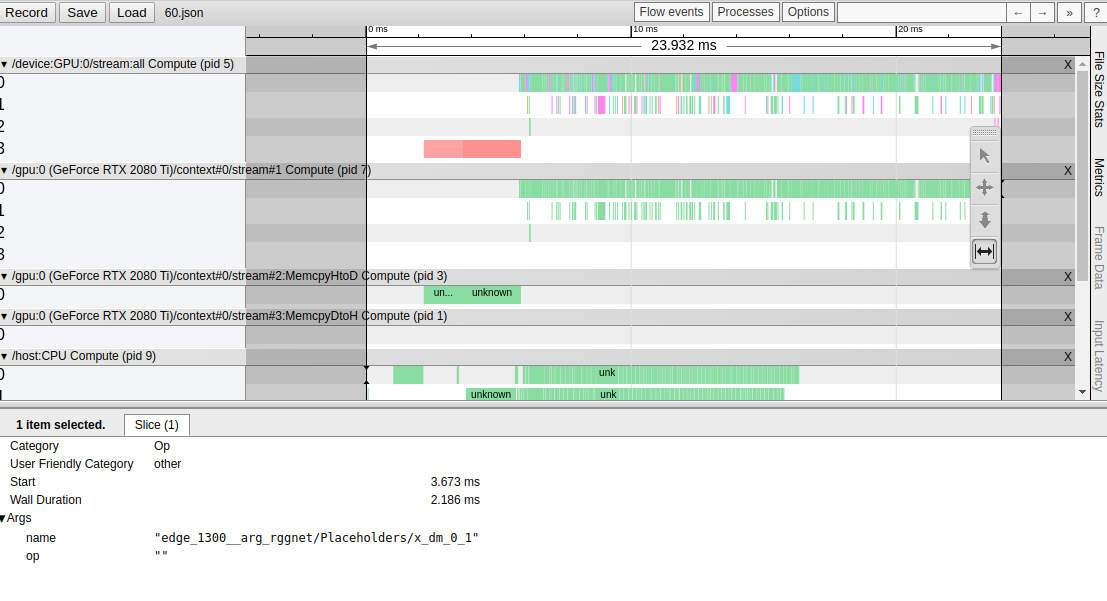 Record Save Load 60.json Flow events Processes Options ← → » ?
0 ms 10 ms 20 ms
23.932 ms
/device:GPU:0/stream:all Compute (pid 5) X
0
1
2
3
/gpu:0 (GeForce RTX 2080 Ti)/context#0/stream#1 Compute (pid 7) X
0
1
2
3
/gpu:0 (GeForce RTX 2080 Ti)/context#0/stream#2:MemcpyHtoD Compute (pid 3) X
0 un... unknown
/gpu:0 (GeForce RTX 2080 Ti)/context#0/stream#3:MemcpyDtoH Compute (pid 1) X
0
/host:CPU Compute (pid 9) X
0 unk
unknown unk
File Size Stats
Metrics
Frame Data
Input Latency
1 item selected. Slice (1)
Category Op
User Friendly Category other
Start 3.673 ms
Wall Duration 2.186 ms
Args
name "edge_1300__arg_rggnet/Placeholders/x_dm_0_1"
op ""